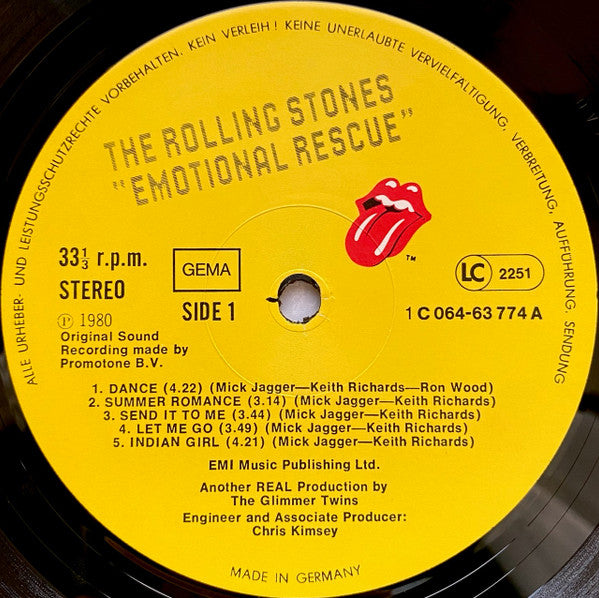 ALLE URHEBER- UND LEISTUNGSSCHUTZRECHTE VORBEHALTEN. KEIN VERLEIH! KEINE UNERLAUBTE VERVIELFÄLTIGUNG, VERBREITUNG, AUFFÜHRUNG, SENDUNG
THE ROLLING STONES
"EMOTIONAL RESCUE"
TM
33⅓ r.p.m.
STEREO
GEMA
SIDE 1
LC 2251
1 C 064-63 774 A
Ⓟ 1980
Original Sound
Recording made by
Promotone B.V.
1. DANCE (4.22) (Mick Jagger—Keith Richards—Ron Wood)
2. SUMMER ROMANCE (3.14) (Mick Jagger—Keith Richards)
3. SEND IT TO ME (3.44) (Mick Jagger—Keith Richards)
4. LET ME GO (3.49) (Mick Jagger—Keith Richards)
5. INDIAN GIRL (4.21) (Mick Jagger—Keith Richards)
EMI Music Publishing Ltd.
Another REAL Production by
The Glimmer Twins
Engineer and Associate Producer:
Chris Kimsey
MADE IN GERMANY